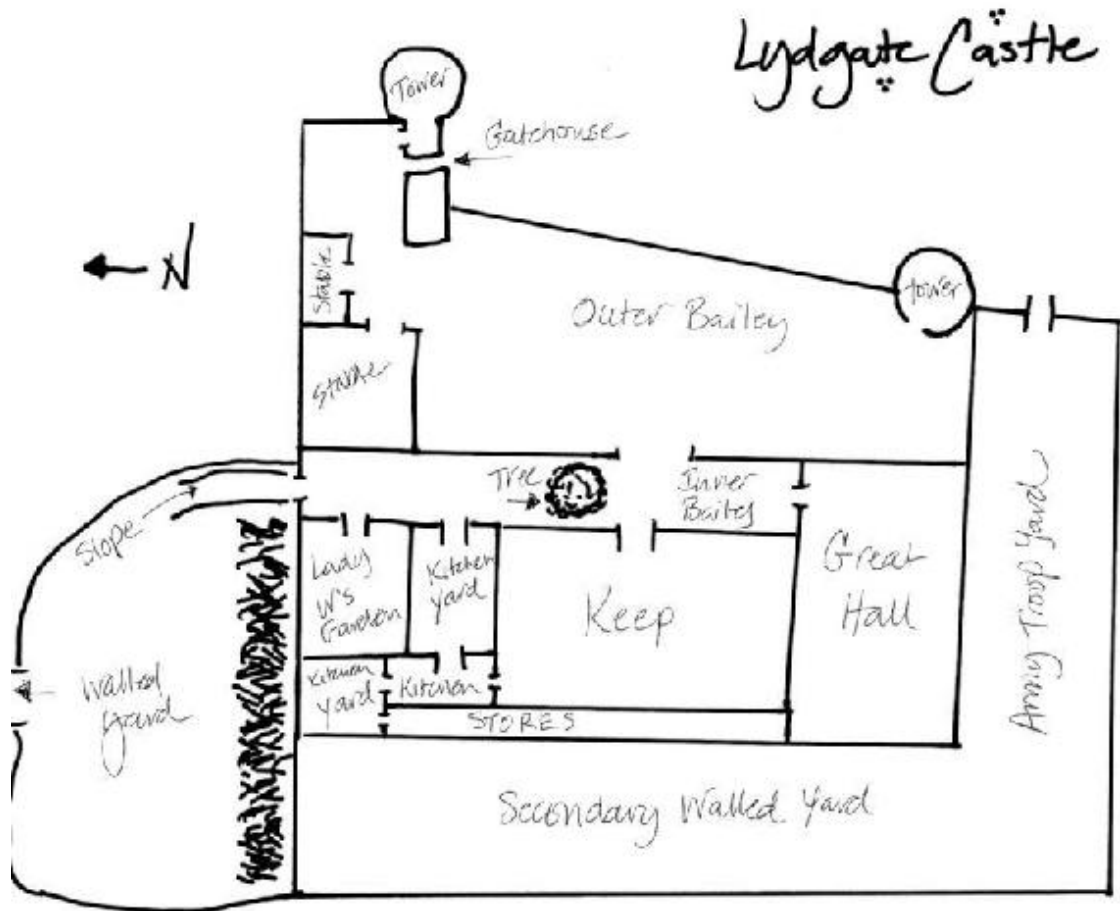 Lydgate Castle
Tower
Gatehouse
N
Stable
Outer Bailey
tower
Stable
Tree
Inner
Bailey
Slope
Lady
W's
Garden
Kitchen
Yard
Keep
Great
Hall
Army Troop Yard
Walled
Yard
Kitchen
Yard
Kitchen
STORES
Secondary Walled Yard